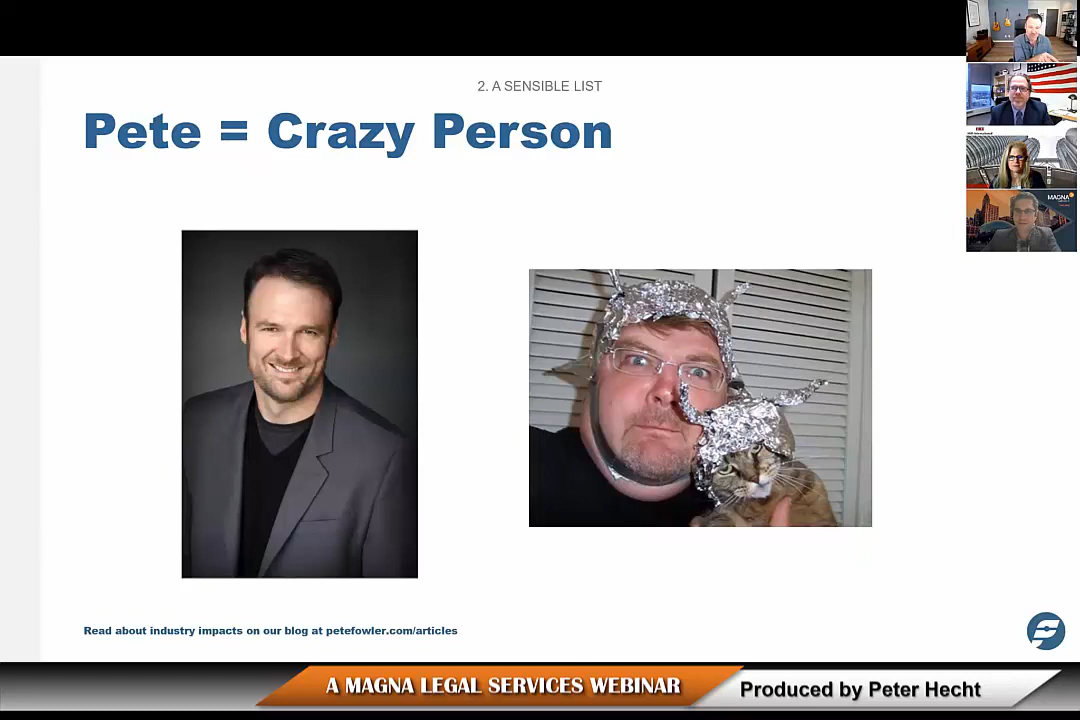 2. A SENSIBLE LIST
Pete = Crazy Person
MAGNA
Read about industry impacts on our blog at petefowler.com/articles
A MAGNA LEGAL SERVICES WEBINAR
Produced by Peter Hecht